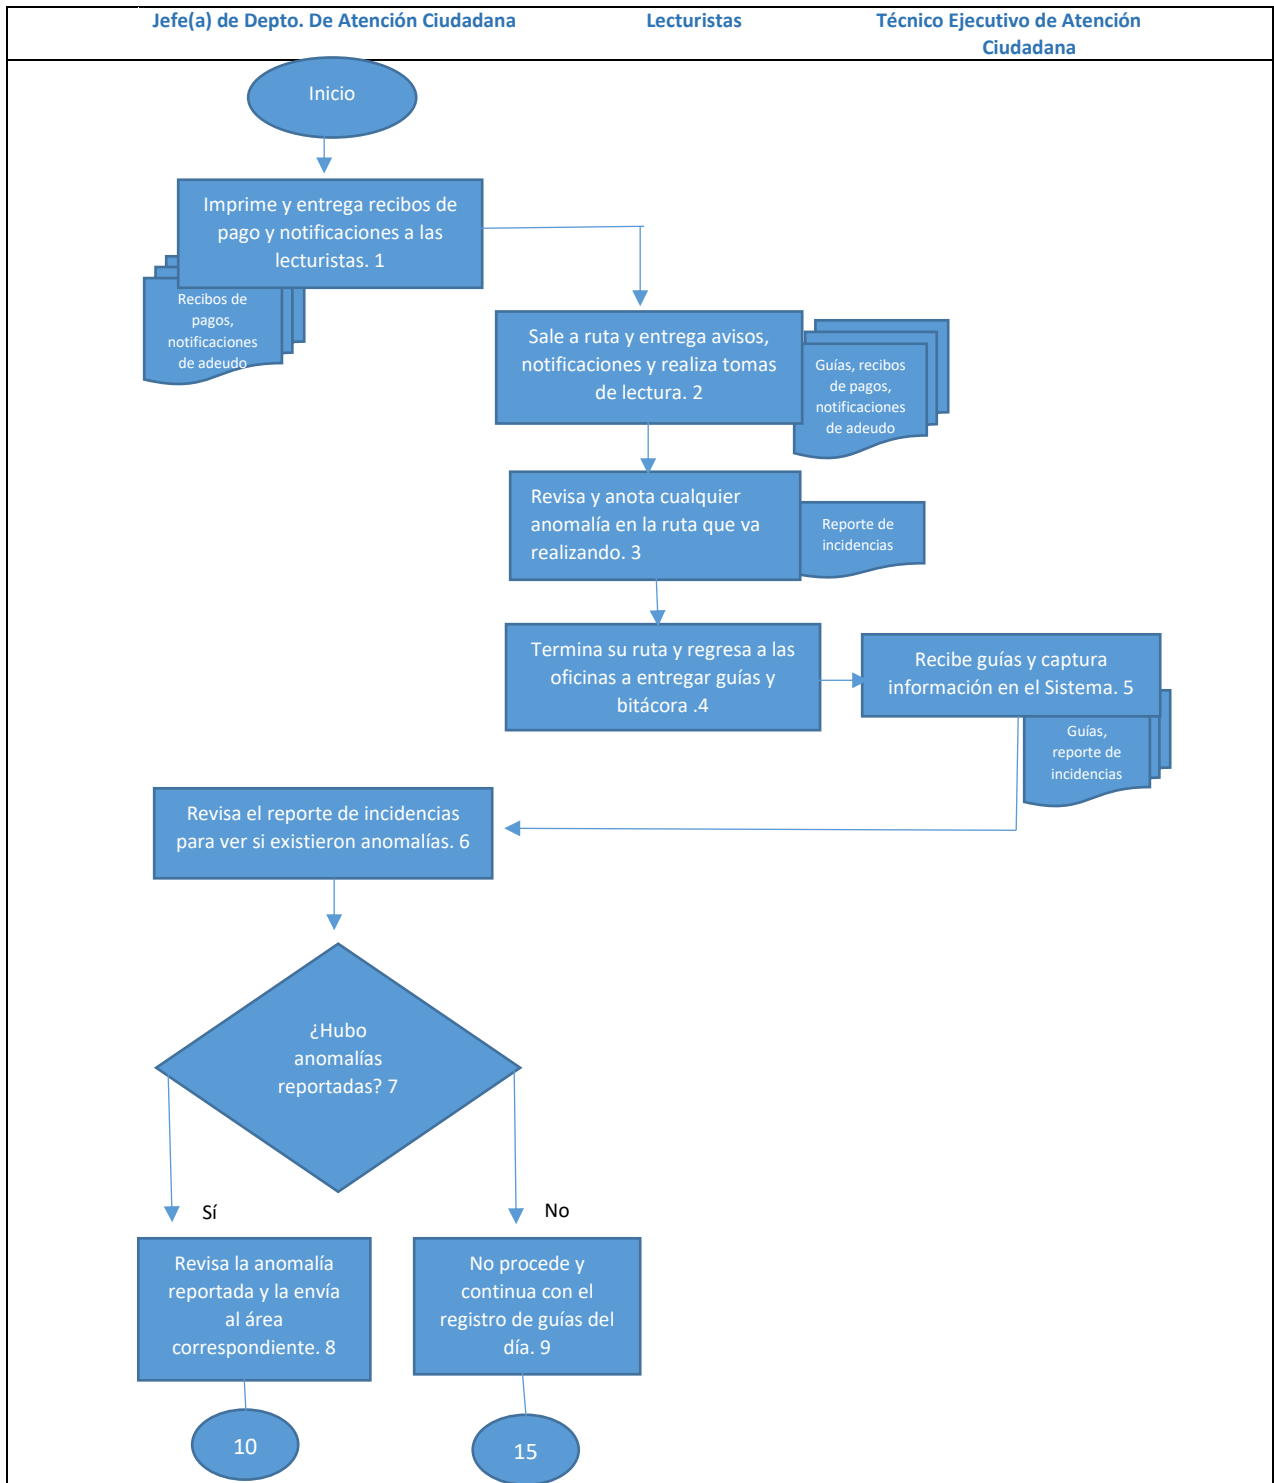 Jefe(a) de Depto. De Atención Ciudadana
Lecturistas
Técnico Ejecutivo de Atención
Ciudadana
Inicio
Imprime y entrega recibos de
pago y notificaciones a las
lecturistas. 1
Recibos de
pagos,
notificaciones
de adeudo
Sale a ruta y entrega avisos,
notificaciones y realiza tomas
de lectura. 2
Guías, recibos
de pagos,
notificaciones
de adeudo
Revisa y anota cualquier
anomalía en la ruta que va
realizando. 3
Reporte de
incidencias
Termina su ruta y regresa a las
oficinas a entregar guías y
bitácora .4
Recibe guías y captura
información en el Sistema. 5
Guías,
reporte de
incidencias
Revisa el reporte de incidencias
para ver si existieron anomalías. 6
¿Hubo
anomalías
reportadas? 7
Sí
No
Revisa la anomalía
reportada y la envía
al área
correspondiente. 8
No procede y
continua con el
registro de guías del
día. 9
10
15